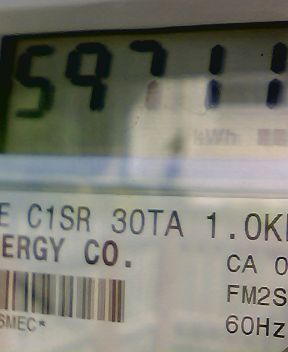 59711
kWh
E C1SR 30TA 1.0K
ERGY CO.
CA 0
FM2S
SMEC*
60Hz